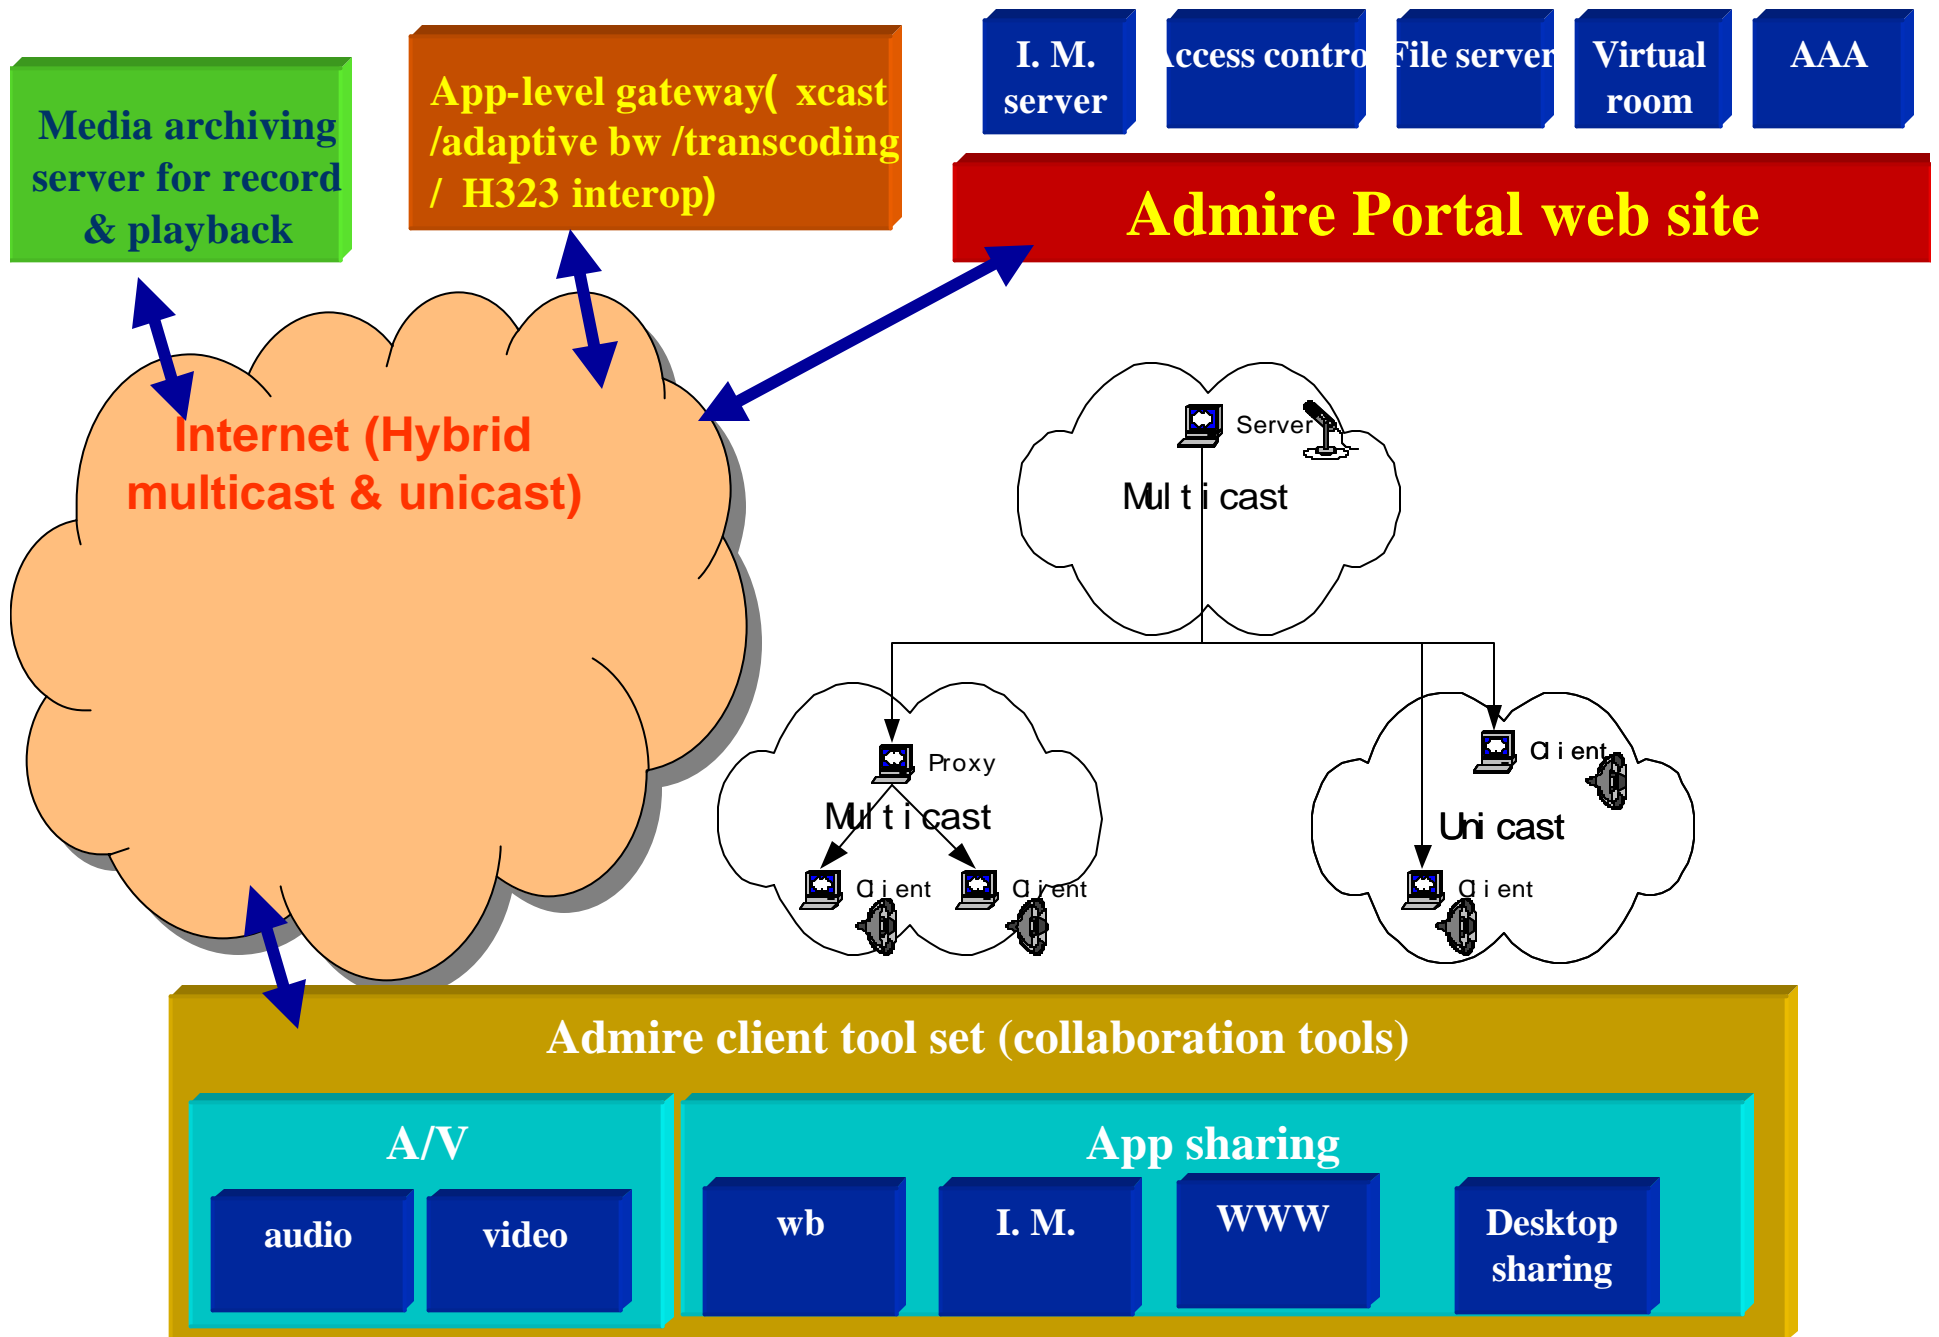 Media archiving
server for record
& playback
App-level gateway( xcast
/adaptive bw /transcoding
/ H323 interop)
I. M.
server
Access control
File server
Virtual
room
AAA
Admire Portal web site
Internet (Hybrid
multicast & unicast)
Server
Multicast
Proxy
Multicast
Client
Client
Client
Unicast
Client
Admire client tool set (collaboration tools)
A/V
audio
video
App sharing
wb
I. M.
WWW
Desktop
sharing